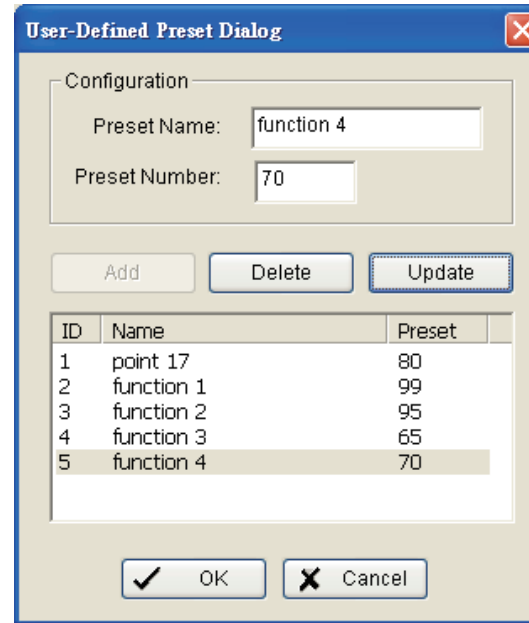 User-Defined Preset Dialog
Configuration
Preset Name: function 4
Preset Number: 70
Add Delete Update
ID Name Preset
1 point 17 80
2 function 1 99
3 function 2 95
4 function 3 65
5 function 4 70
OK Cancel